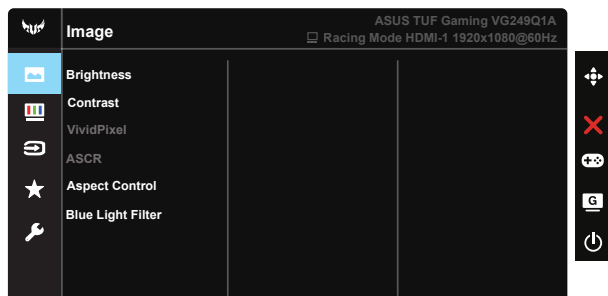 Image
ASUS TUF Gaming VG249Q1A
Racing Mode HDMI-1 1920x1080@60Hz
Brightness
Contrast
VividPixel
ASCR
Aspect Control
Blue Light Filter
G